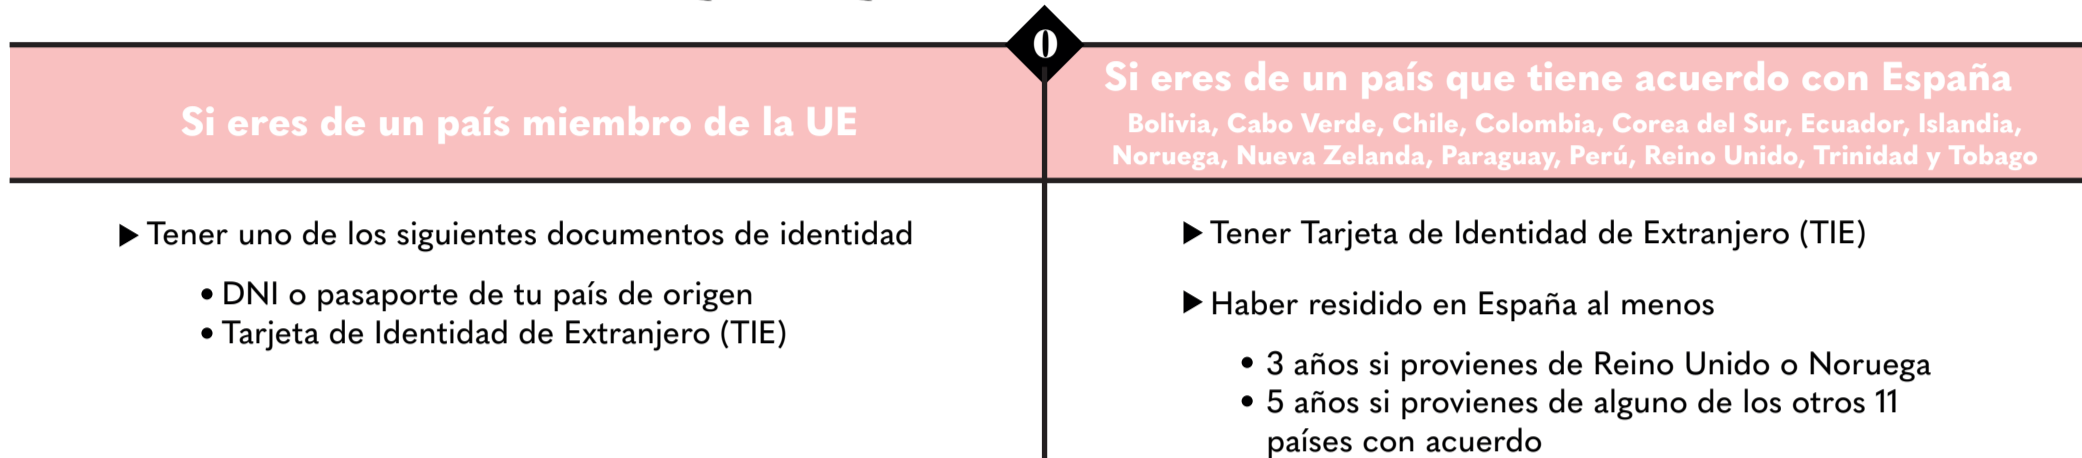 O
Si eres de un país miembro de la UE
Tener uno de los siguientes documentos de identidad
• DNI o pasaporte de tu país de origen
• Tarjeta de Identidad de Extranjero (TIE)
Si eres de un país que tiene acuerdo con España
Bolivia, Cabo Verde, Chile, Colombia, Corea del Sur, Ecuador, Islandia,
Noruega, Nueva Zelanda, Paraguay, Perú, Reino Unido, Trinidad y Tobago
Tener Tarjeta de Identidad de Extranjero (TIE)
Haber residido en España al menos
• 3 años si provienes de Reino Unido o Noruega
• 5 años si provienes de alguno de los otros 11
países con acuerdo